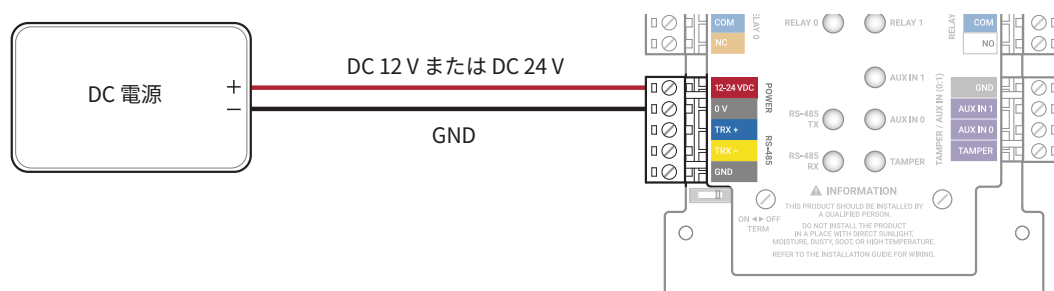 DC 電源
+
−
DC 12 V または DC 24 V
GND
COM
NC
RELAY 0
RELAY 0
RELAY 1
RELAY
COM
NO
12-24 VDC
0 V
TRX +
TRX −
GND
POWER
RS-485
RS-485
TX
RS-485
RX
AUX IN 1
AUX IN 0
TAMPER
TAMPER / AUX IN (0:1)
GND
AUX IN 1
AUX IN 0
TAMPER
ON ◂▸ OFF
TERM
INFORMATION
THIS PRODUCT SHOULD BE INSTALLED BY
A QUALIFIED PERSON.
DO NOT INSTALL THE PRODUCT
IN A PLACE WITH DIRECT SUNLIGHT,
MOISTURE, DUSTY, SOOT, OR HIGH TEMPERATURE.
REFER TO THE INSTALLATION GUIDE FOR WIRING.